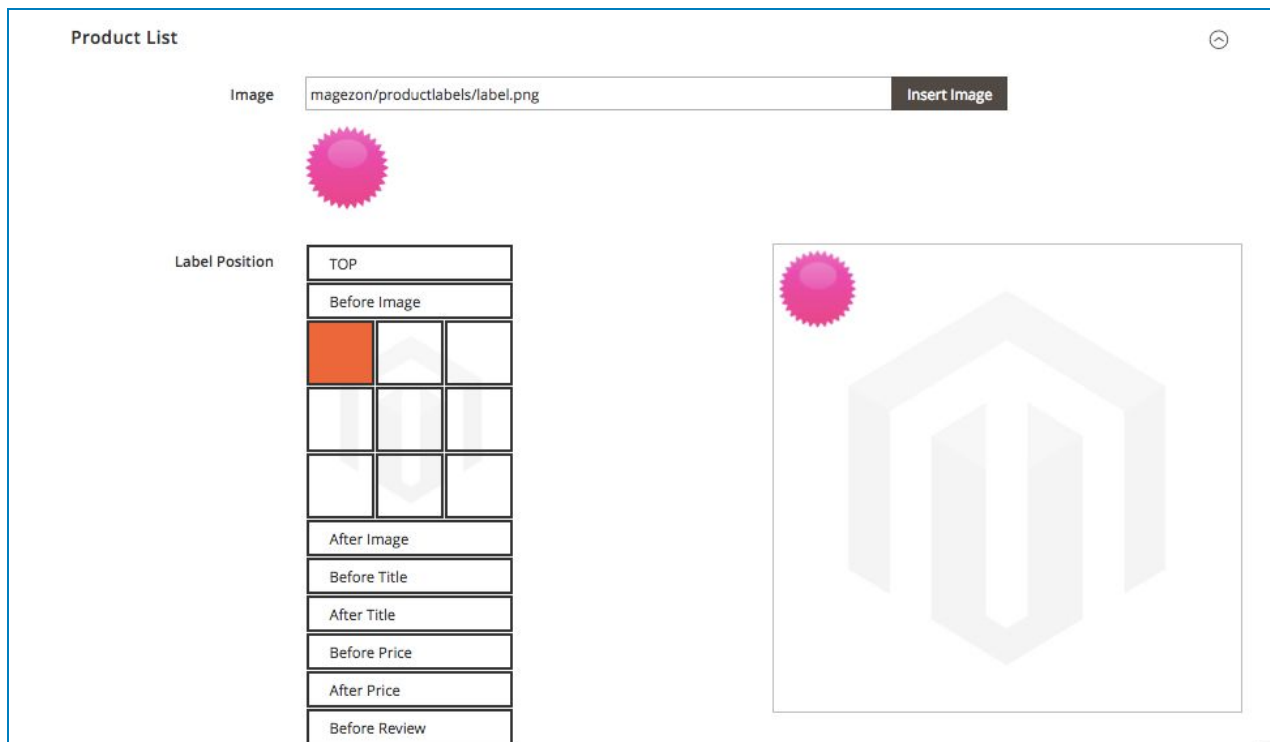 Product List
Image
magezon/productlabels/label.png
Insert Image
Label Position
TOP
Before Image
After Image
Before Title
After Title
Before Price
After Price
Before Review